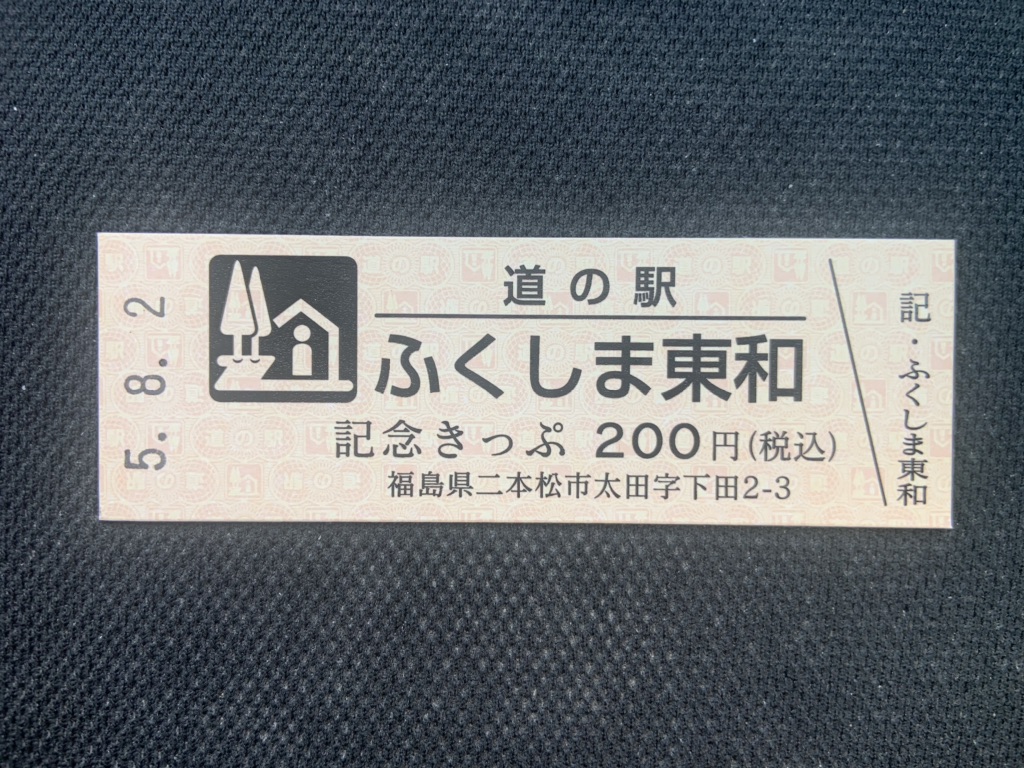 5. 8. 2
道の駅
ふくしま東和
記念きっぷ 200円(税込)
福島県二本松市太田字下田2-3
記・ふくしま東和